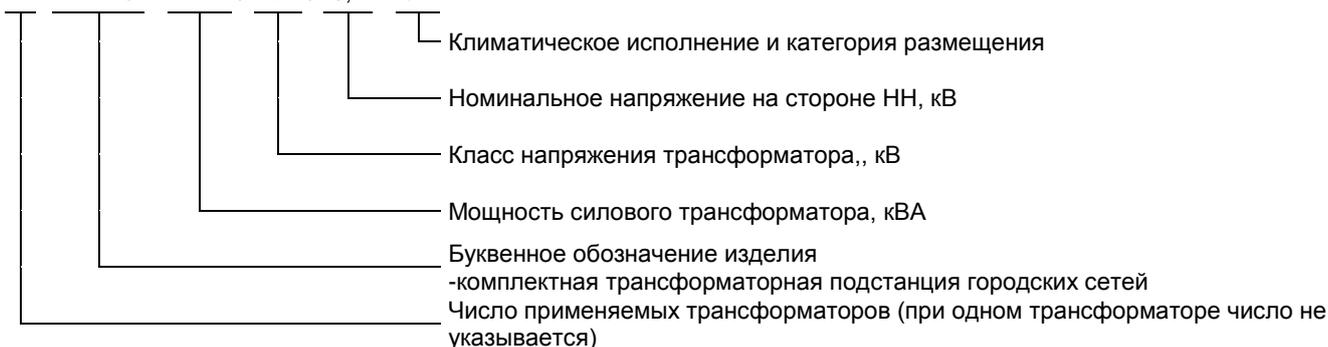 Климатическое исполнение и категория размещения
Номинальное напряжение на стороне НН, кВ
Класс напряжения трансформатора,, кВ
Мощность силового трансформатора, кВА
Буквенное обозначение изделия
-комплектная трансформаторная подстанция городских сетей
Число применяемых трансформаторов (при одном трансформаторе число не
указывается)